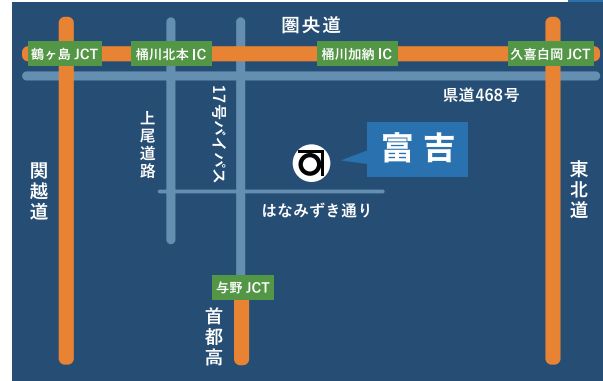 圏央道
鶴ヶ島 JCT
桶川北本 IC
桶川加納 IC
久喜白岡 JCT
県道468号
上尾道路
17号バイパス
富吉
関越道
東北道
はなみずき通り
与野 JCT
首都高